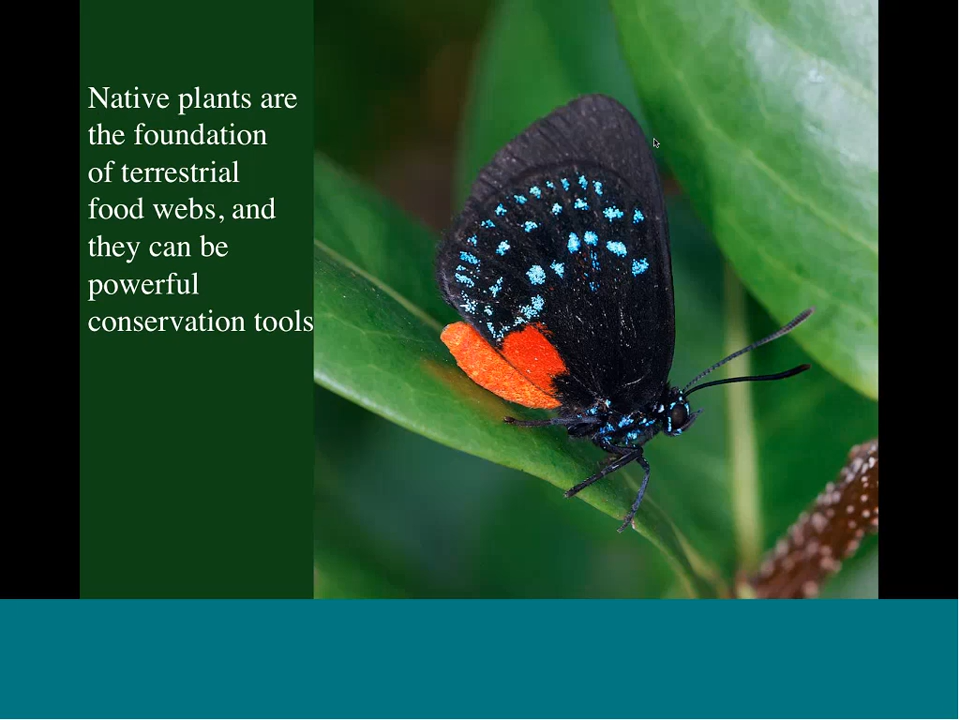 Native plants are
the foundation
of terrestrial
food webs, and
they can be
powerful
conservation tools